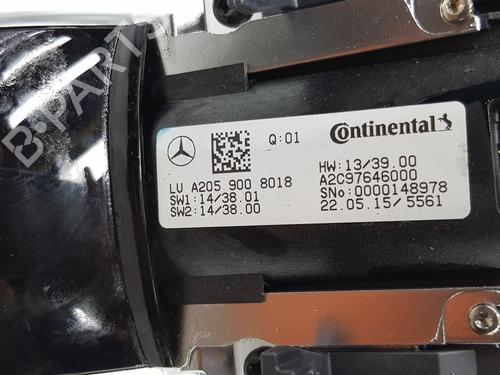 B-PARTS
Q:01
Continental
LU A205 900 8018
SW1:14/38.01
SW2:14/38.00
HW:13/39.00
A2C97646000
SNo:0000148978
22.05.15/5561